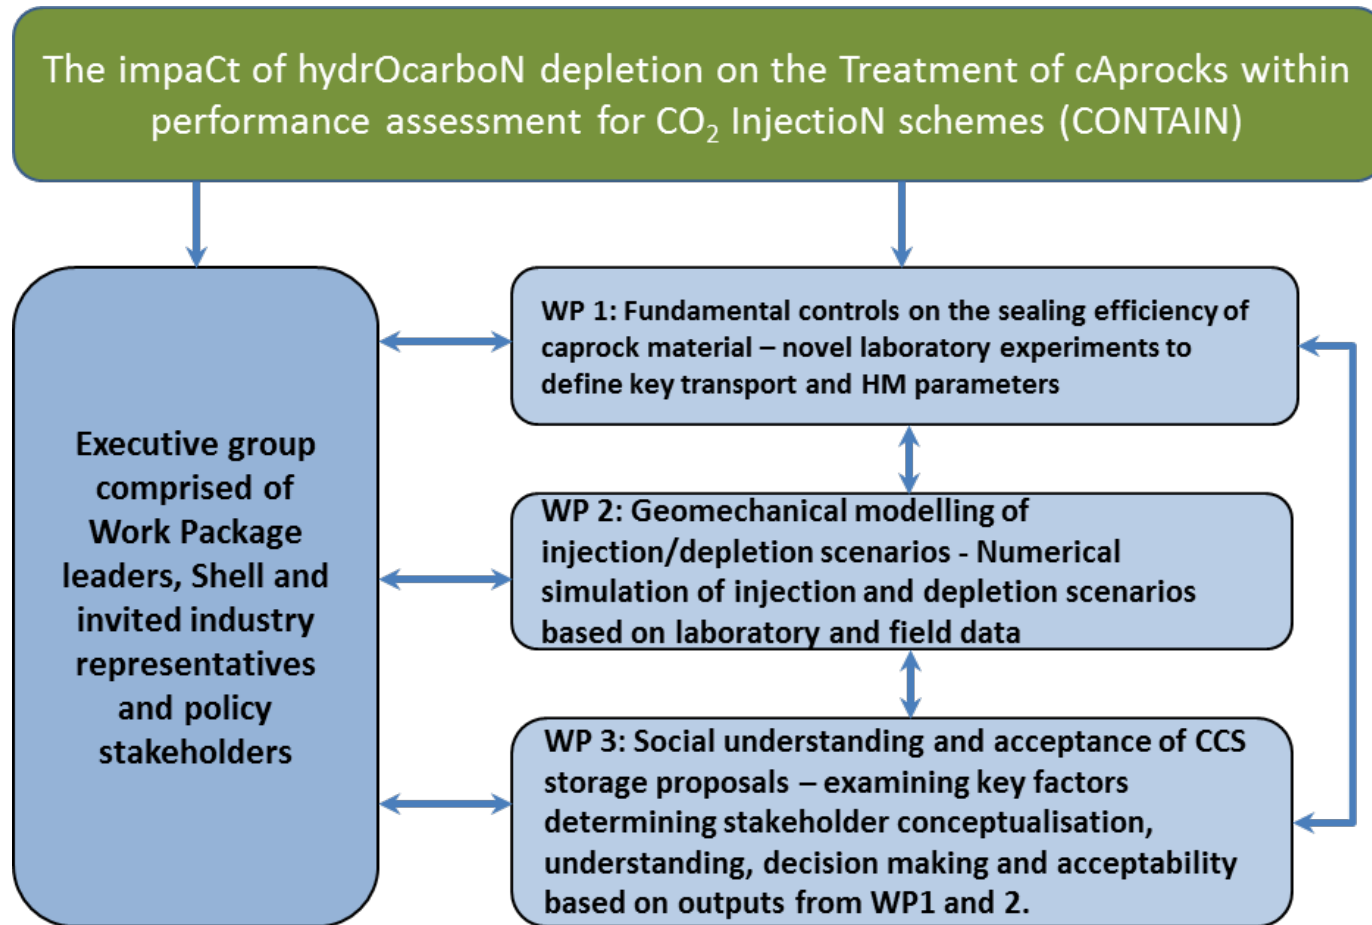 The impaCt of hydrOcarboN depletion on the Treatment of cAprocks within
performance assessment for CO₂ InjectioN schemes (CONTAIN)
Executive group
comprised of
Work Package
leaders, Shell and
invited industry
representatives
and policy
stakeholders
WP 1: Fundamental controls on the sealing efficiency of
caprock material – novel laboratory experiments to
define key transport and HM parameters
WP 2: Geomechanical modelling of
injection/depletion scenarios - Numerical
simulation of injection and depletion scenarios
based on laboratory and field data
WP 3: Social understanding and acceptance of CCS
storage proposals – examining key factors
determining stakeholder conceptualisation,
understanding, decision making and acceptability
based on outputs from WP1 and 2.